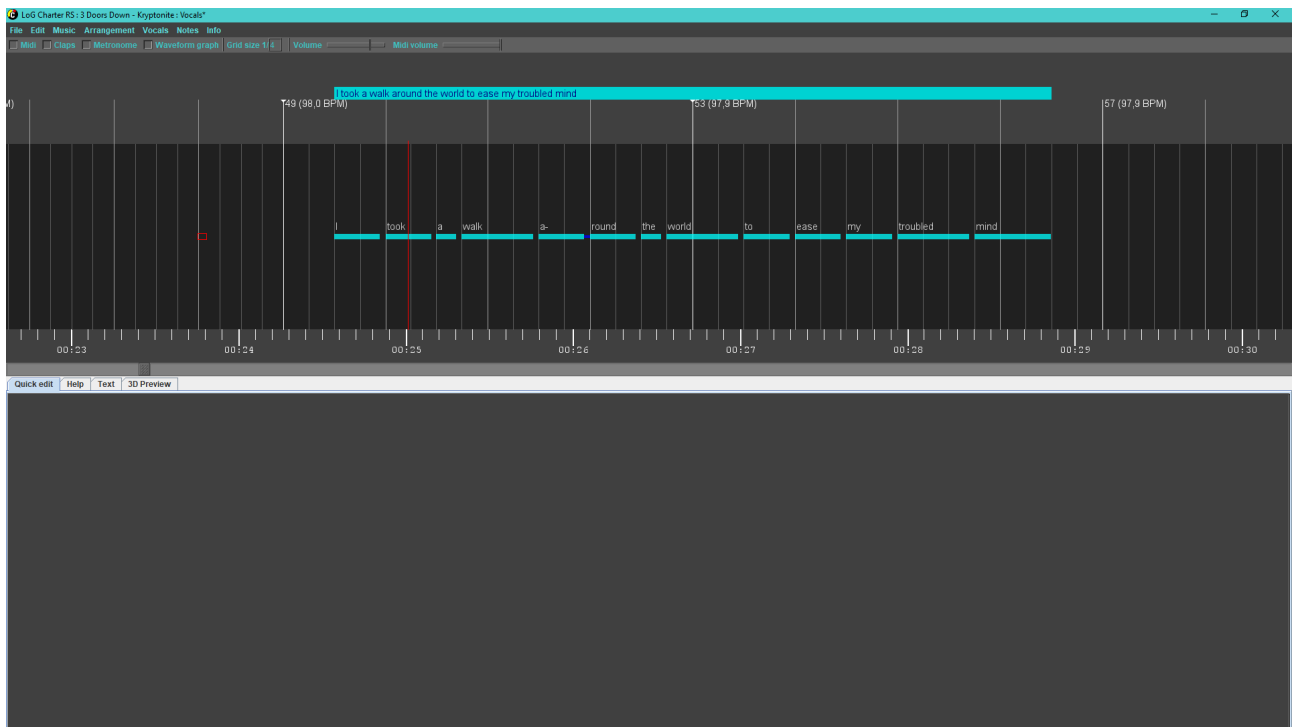 LoG Charter RS : 3 Doors Down - Kryptonite : Vocals*
File Edit Music Arrangement Vocals Notes Info
Midi Claps Metronome Waveform graph Grid size 1/ 4 Volume Midi volume
I took a walk around the world to ease my troubled mind
M) 49 (98,0 BPM) 53 (97,9 BPM) 57 (97,9 BPM)
I took a walk a- round the world to ease my troubled mind
00:23 00:24 00:25 00:26 00:27 00:28 00:29 00:30
Quick edit Help Text 3D Preview